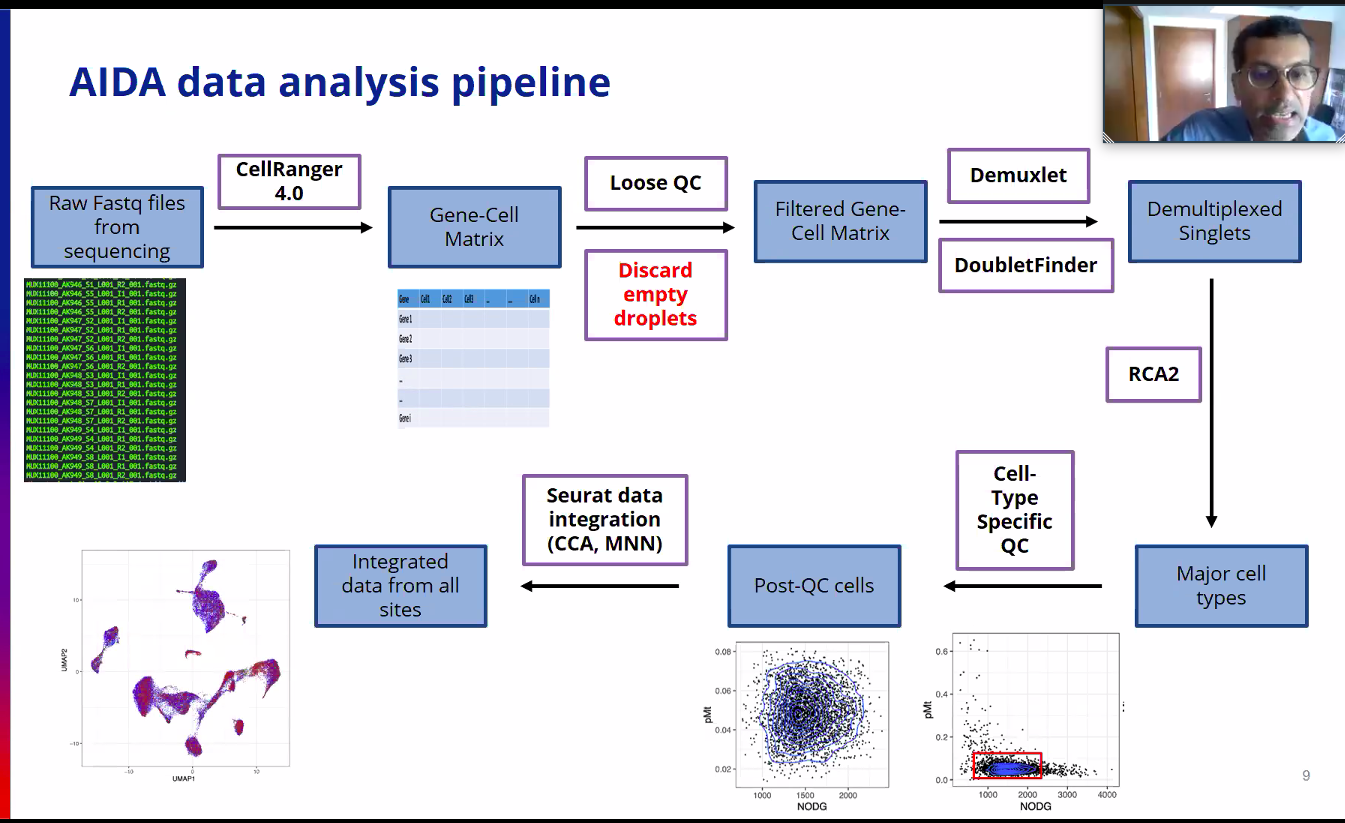 AIDA data analysis pipeline
CellRanger
4.0
Loose QC
Demuxlet
Raw Fastq files
from
sequencing
Gene-Cell
Matrix
Discard
empty
droplets
Filtered Gene-
Cell Matrix
DoubletFinder
Demultiplexed
Singlets
MUX11100_AK946_S1_L001_R2_001.fastq.gz
MUX11100_AK946_S5_L001_I1_001.fastq.gz
MUX11100_AK946_S5_L001_R1_001.fastq.gz
MUX11100_AK946_S5_L001_R2_001.fastq.gz
MUX11100_AK947_S2_L001_I1_001.fastq.gz
MUX11100_AK947_S2_L001_R1_001.fastq.gz
MUX11100_AK947_S2_L001_R2_001.fastq.gz
MUX11100_AK947_S6_L001_I1_001.fastq.gz
MUX11100_AK947_S6_L001_R1_001.fastq.gz
MUX11100_AK947_S6_L001_R2_001.fastq.gz
MUX11100_AK948_S3_L001_I1_001.fastq.gz
MUX11100_AK948_S3_L001_R1_001.fastq.gz
MUX11100_AK948_S3_L001_R2_001.fastq.gz
MUX11100_AK948_S7_L001_I1_001.fastq.gz
MUX11100_AK948_S7_L001_R1_001.fastq.gz
MUX11100_AK948_S7_L001_R2_001.fastq.gz
MUX11100_AK949_S4_L001_I1_001.fastq.gz
MUX11100_AK949_S4_L001_R1_001.fastq.gz
MUX11100_AK949_S4_L001_R2_001.fastq.gz
MUX11100_AK949_S8_L001_I1_001.fastq.gz
MUX11100_AK949_S8_L001_R1_001.fastq.gz
MUX11100_AK949_S8_L001_R2_001.fastq.gz
Gene Cell1 Cell2 Cell3 ... ... Cell n
Gene 1
Gene 2
Gene 3
...
...
Gene i
RCA2
Cell-
Type
Specific
QC
Seurat data
integration
(CCA, MNN)
Integrated
data from all
sites
Post-QC cells
Major cell
types
UMAP2
10
0
-10
-10 0 10
UMAP1
pMt
0.08
0.06
0.04
0.02
1000 1500 2000
NODG
pMt
0.6
0.4
0.2
0.0
1000 2000 3000 4000
NODG
9